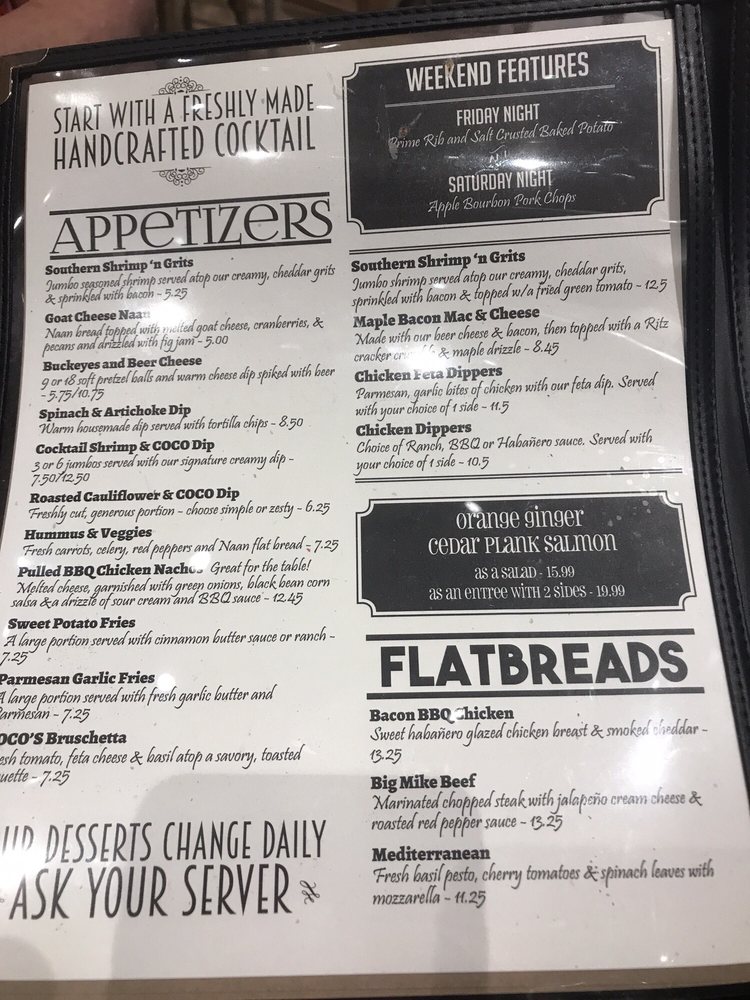 START WITH A FRESHLY MADE
HANDCRAFTED COCKTAIL
APPETIZERS
Southern Shrimp 'n Grits
Jumbo seasoned shrimp served atop our creamy, cheddar grits
& sprinkled with bacon - 5.25
Goat Cheese Naan
Naan bread topped with melted goat cheese, cranberries, &
pecans and drizzled with fig jam - 5.00
Buckeyes and Beer Cheese
9 or 18 soft pretzel balls and warm cheese dip spiked with beer
- 5.75/10.75
Spinach & Artichoke Dip
Warm housemade dip served with tortilla chips - 8.50
Cocktail Shrimp & COCO Dip
3 or 6 jumbos served with our signature creamy dip -
7.50/12.50
Roasted Cauliflower & COCO Dip
Freshly cut, generous portion - choose simple or zesty - 6.25
Hummus & Veggies
Fresh carrots, celery, red peppers and Naan flat bread - 7.25
Pulled BBQ Chicken Nachos Great for the table!
Melted cheese, garnished with green onions, black bean corn
salsa & a drizzle of sour cream and BBQ sauce - 12.45
Sweet Potato Fries
A large portion served with cinnamon butter sauce or ranch -
7.25
Parmesan Garlic Fries
A large portion served with fresh garlic butter and
Parmesan - 7.25
OCO'S Bruschetta
esh tomato, feta cheese & basil atop a savory, toasted
uette - 7.25
UR DESSERTS CHANGE DAILY
ASK YOUR SERVER
WEEKEND FEATURES
FRIDAY NIGHT
Prime Rib and Salt Crusted Baked Potato
SATURDAY NIGHT
Apple Bourbon Pork Chops
Southern Shrimp 'n Grits
Jumbo shrimp served atop our creamy, cheddar grits,
sprinkled with bacon & topped w/a fried green tomato - 12.5
Maple Bacon Mac & Cheese
Made with our beer cheese & bacon, then topped with a Ritz
cracker crumble & maple drizzle - 8.45
Chicken Feta Dippers
Parmesan, garlic bites of chicken with our feta dip. Served
with your choice of 1 side - 11.5
Chicken Dippers
Choice of Ranch, BBQ or Habañero sauce. Served with
your choice of 1 side - 10.5
Orange Ginger
Cedar Plank Salmon
as a salad - 15.99
as an entree with 2 sides - 19.99
FLATBREADS
Bacon BBQ Chicken
Sweet habañero glazed chicken breast & smoked cheddar -
13.25
Big Mike Beef
Marinated chopped steak with jalapeño cream cheese &
roasted red pepper sauce - 13.25
Mediterranean
Fresh basil pesto, cherry tomatoes & spinach leaves with
mozzarella - 11.25